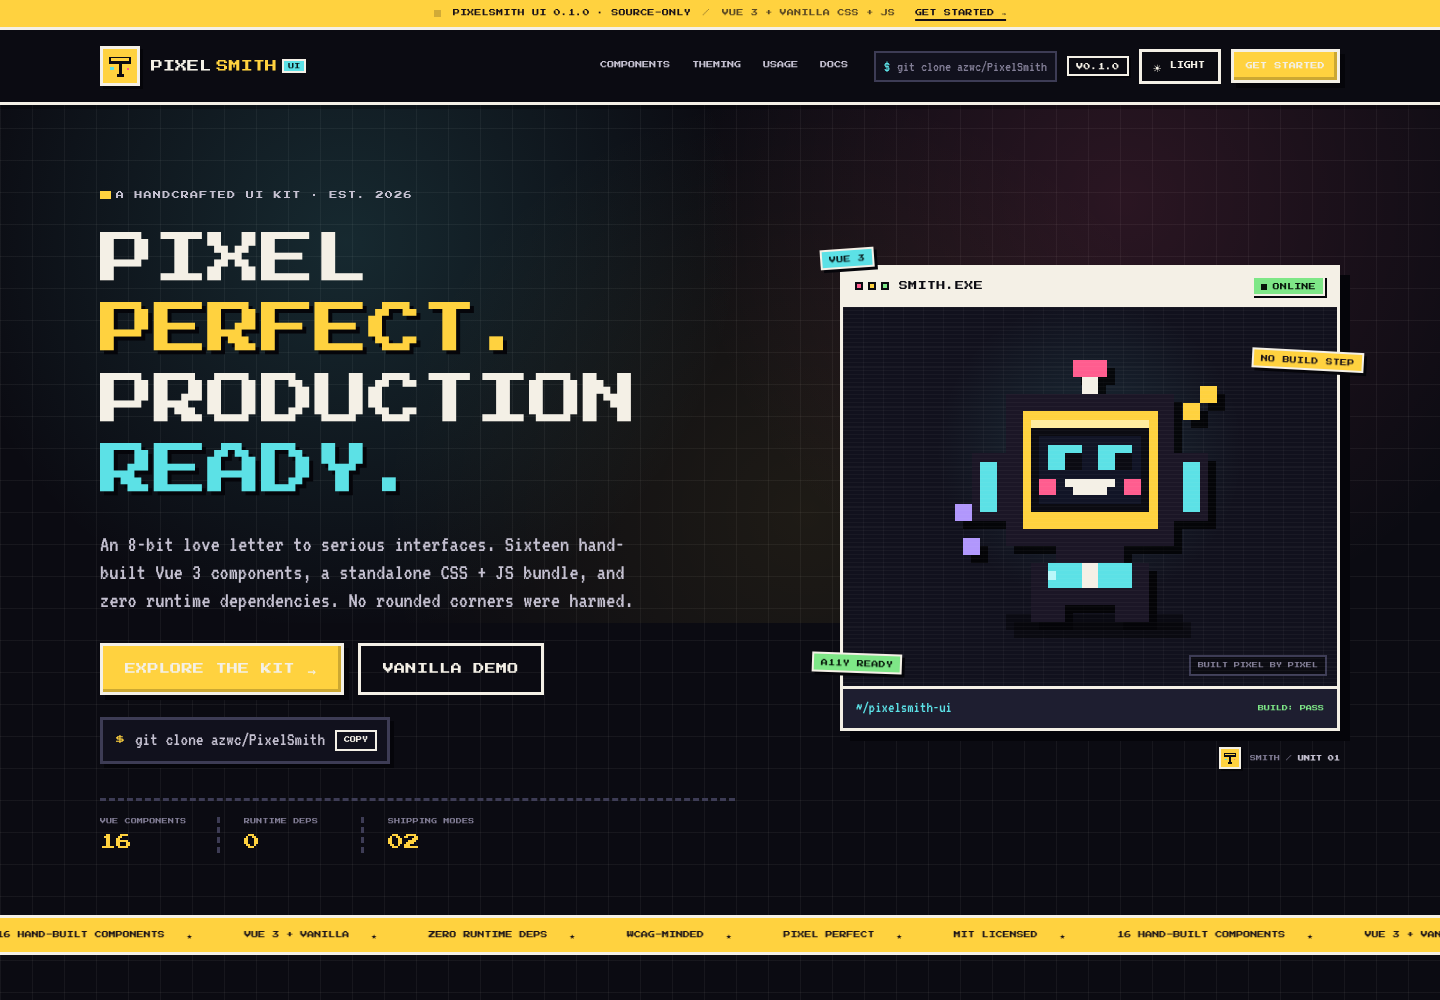 PIXELSMITH UI 0.1.0 · SOURCE-ONLY / VUE 3 + VANILLA CSS + JS GET STARTED →
PIXELSMITH UI
COMPONENTS THEMING USAGE DOCS
$ git clone azwc/PixelSmith
V0.1.0
☀ LIGHT
GET STARTED
A HANDCRAFTED UI KIT · EST. 2026
PIXEL
PERFECT.
PRODUCTION
READY.
An 8-bit love letter to serious interfaces. Sixteen hand-
built Vue 3 components, a standalone CSS + JS bundle, and
zero runtime dependencies. No rounded corners were harmed.
EXPLORE THE KIT →
VANILLA DEMO
$ git clone azwc/PixelSmith COPY
VUE COMPONENTS
16
RUNTIME DEPS
0
SHIPPING MODES
02
VUE 3
SMITH.EXE
ONLINE
NO BUILD STEP
A11Y READY
BUILT PIXEL BY PIXEL
~/pixelsmith-ui
BUILD: PASS
SMITH / UNIT 01
16 HAND-BUILT COMPONENTS ★ VUE 3 + VANILLA ★ ZERO RUNTIME DEPS ★ WCAG-MINDED ★ PIXEL PERFECT ★ MIT LICENSED ★ 16 HAND-BUILT COMPONENTS ★ VUE 3 + VAN